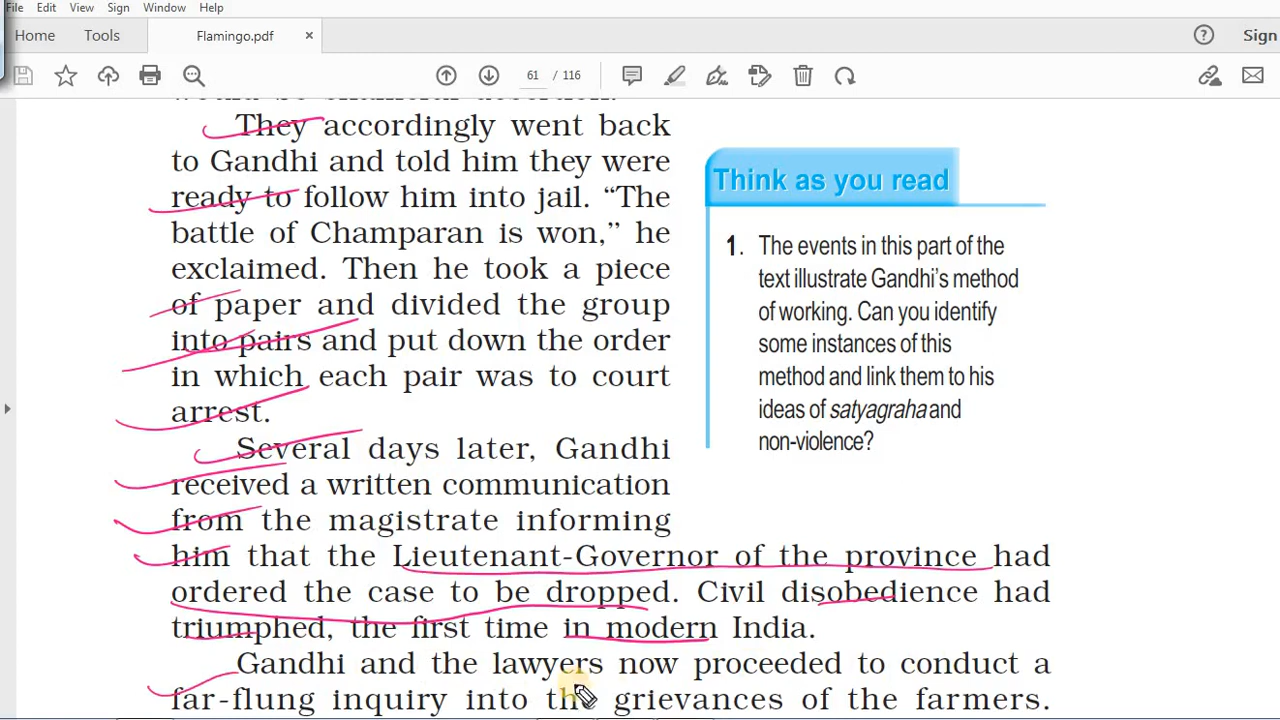 File Edit View Sign Window Help
Home Tools Flamingo.pdf × Sign
61 / 116
They accordingly went back
to Gandhi and told him they were
ready to follow him into jail. “The
battle of Champaran is won,” he
exclaimed. Then he took a piece
of paper and divided the group
into pairs and put down the order
in which each pair was to court
arrest.
Several days later, Gandhi
received a written communication
from the magistrate informing
him that the Lieutenant-Governor of the province had
ordered the case to be dropped. Civil disobedience had
triumphed, the first time in modern India.
Gandhi and the lawyers now proceeded to conduct a
far-flung inquiry into the grievances of the farmers.
Think as you read
1. The events in this part of the
text illustrate Gandhi’s method
of working. Can you identify
some instances of this
method and link them to his
ideas of satyagraha and
non-violence?